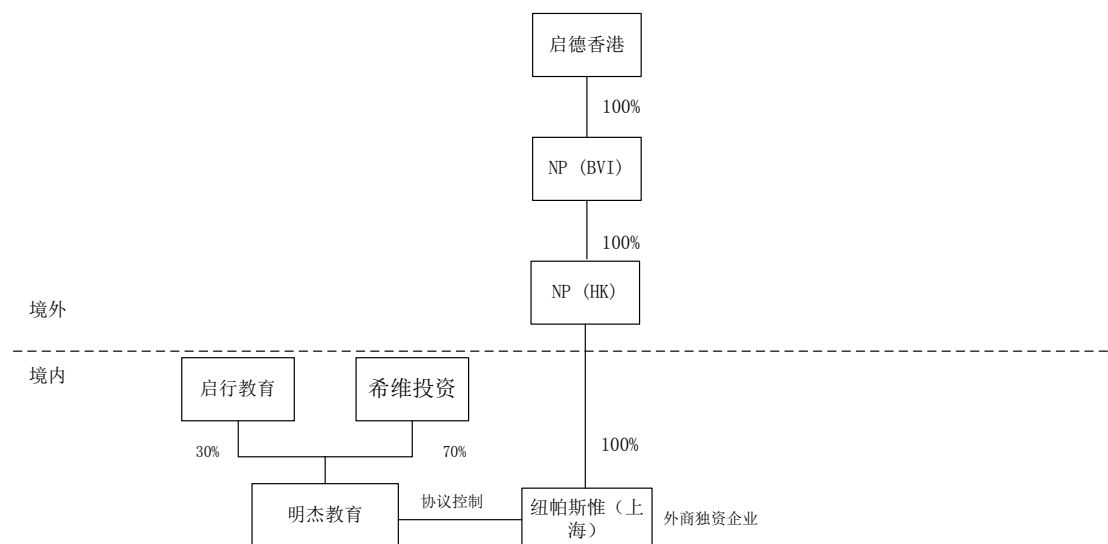 启德香港
100%
NP (BVI)
100%
NP (HK)
境外
境内
启行教育
希维投资
30%
70%
100%
明杰教育
协议控制
纽帕斯惟（上
海）
外商独资企业